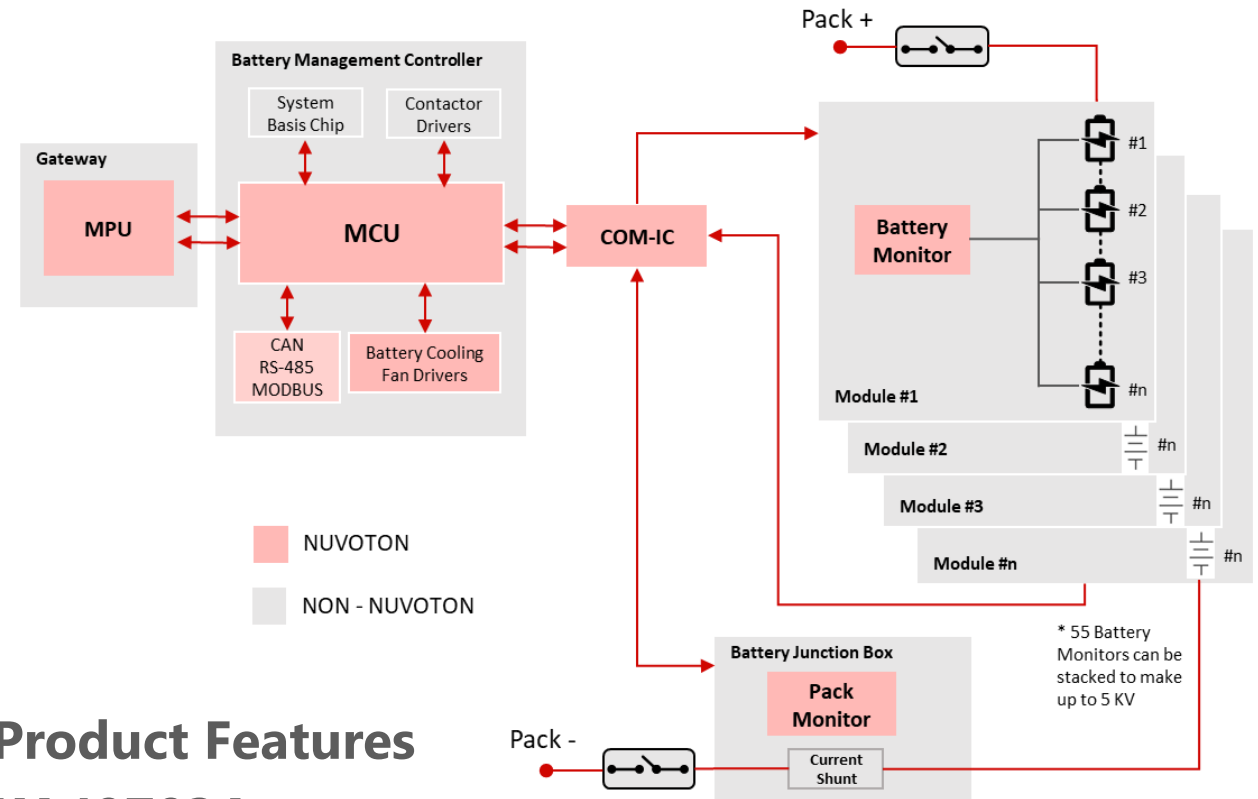 Pack +
Battery Management Controller
System
Basis Chip
Contactor
Drivers
Gateway
MPU
MCU
COM-IC
CAN
RS-485
MODBUS
Battery Cooling
Fan Drivers
Battery
Monitor
#1
#2
#3
#n
Module #1
Module #2
#n
Module #3
#n
Module #n
#n
NUVOTON
NON - NUVOTON
* 55 Battery
Monitors can be
stacked to make
up to 5 KV
Battery Junction Box
Pack
Monitor
Current
Shunt
Pack -
Product Features